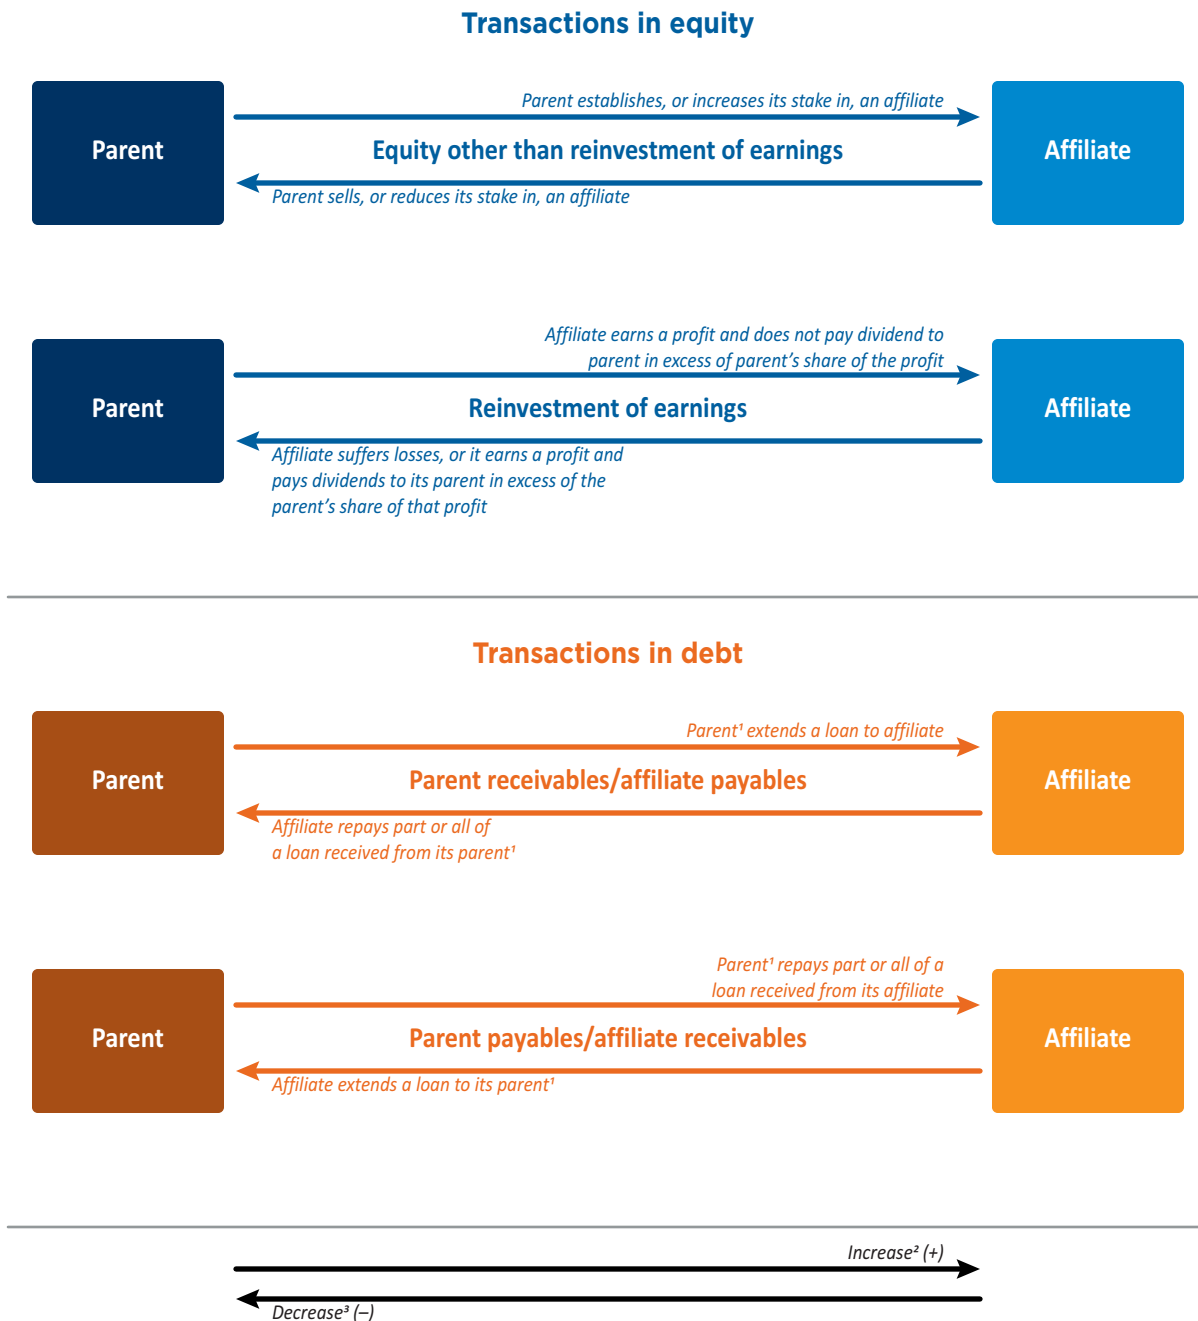 Transactions in equity
Parent establishes, or increases its stake in, an affiliate
Parent
Equity other than reinvestment of earnings
Affiliate
Parent sells, or reduces its stake in, an affiliate
Affiliate earns a profit and does not pay dividend to
parent in excess of parent’s share of the profit
Parent
Reinvestment of earnings
Affiliate
Affiliate suffers losses, or it earns a profit and
pays dividends to its parent in excess of the
parent’s share of that profit
Transactions in debt
Parent¹ extends a loan to affiliate
Parent
Parent receivables/affiliate payables
Affiliate
Affiliate repays part or all of
a loan received from its parent¹
Parent¹ repays part or all of a
loan received from its affiliate
Parent
Parent payables/affiliate receivables
Affiliate
Affiliate extends a loan to its parent¹
Increase² (+)
Decrease³ (–)